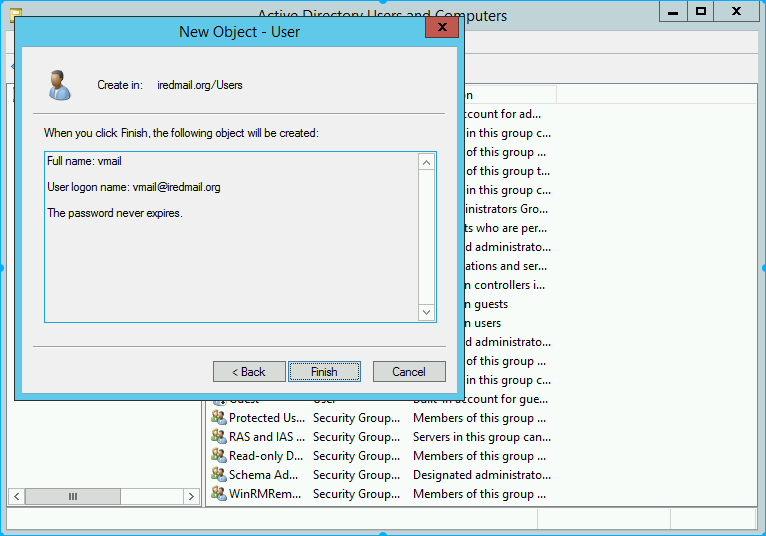 Active Directory Users and Computers
New Object - User
Create in: iredmail.org/Users
When you click Finish, the following object will be created:
Full name: vmail
User logon name: vmail@iredmail.org
The password never expires.
< Back Finish Cancel
on
ccount for ad...
in this group c...
of this group ...
of this group t...
in this group c...
inistrators Gro...
ts who are per...
ed administrato...
ations and ser...
n controllers i...
n guests
n users
ed administrato...
of this group ...
in this group c...
Guest User Built-in account for gue...
Protected Us... Security Group... Members of this group ...
RAS and IAS ... Security Group... Servers in this group can...
Read-only D... Security Group... Members of this group ...
Schema Ad... Security Group... Designated administrato...
WinRMRem... Security Group... Members of this group ...